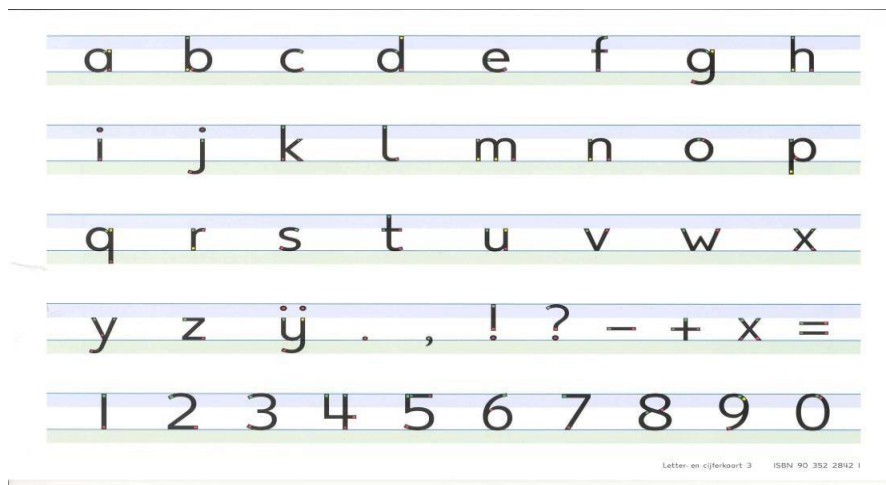 a b c d e f g h
i j k l m n o p
q r s t u v w x
y z ÿ . , ! ? − + x =
1 2 3 4 5 6 7 8 9 0
Letter- en cijferkaart 3 ISBN 90 352 2842 1